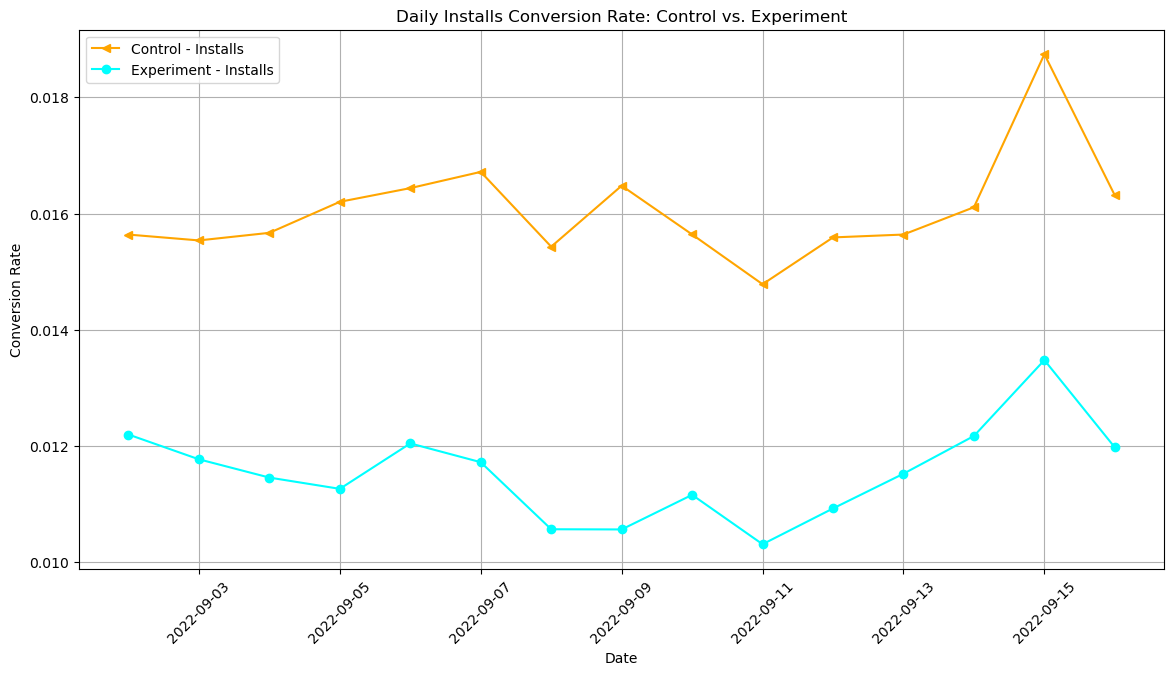 Daily Installs Conversion Rate: Control vs. Experiment
Control - Installs
Experiment - Installs
Conversion Rate
0.018
0.016
0.014
0.012
0.010
2022-09-03
2022-09-05
2022-09-07
2022-09-09
2022-09-11
2022-09-13
2022-09-15
Date